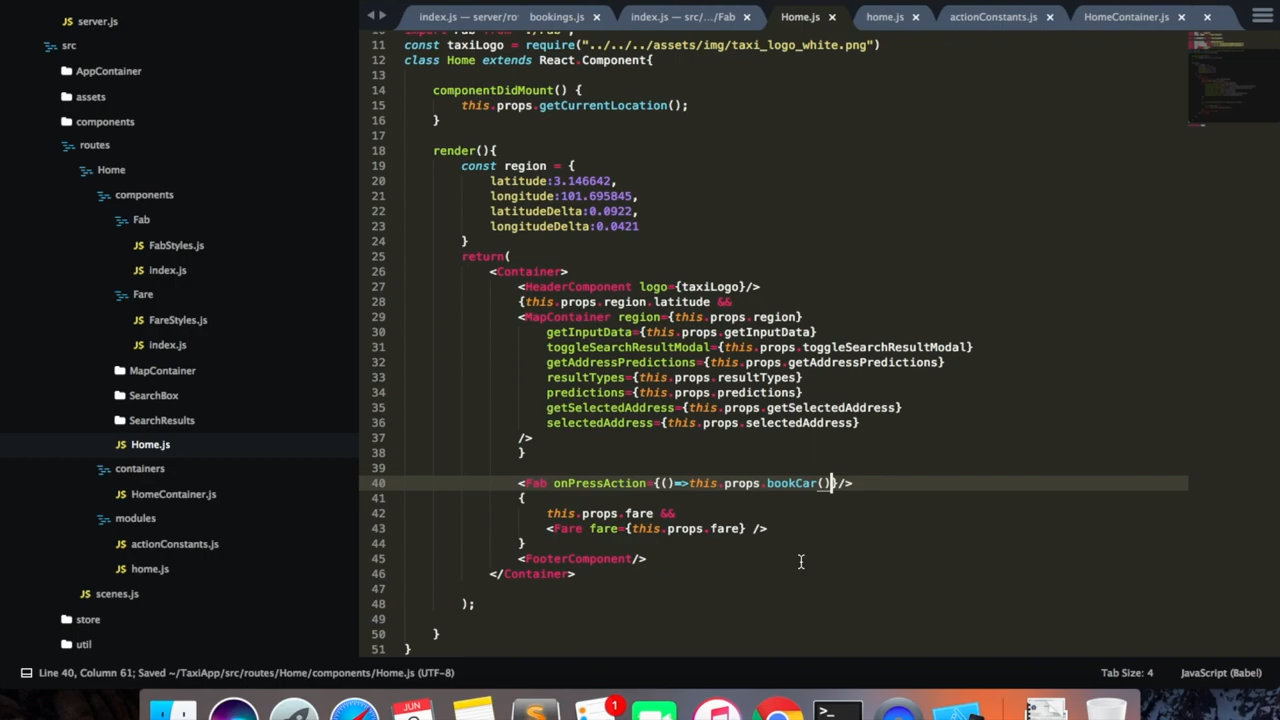 index.js — server/ro
bookings.js
index.js — src/.../Fab
Home.js
home.js
actionConstants.js
HomeContainer.js
server.js
src
AppContainer
assets
components
routes
Home
components
Fab
FabStyles.js
index.js
Fare
FareStyles.js
index.js
MapContainer
SearchBox
SearchResults
Home.js
containers
HomeContainer.js
modules
actionConstants.js
home.js
scenes.js
store
util
11 const taxiLogo = require("../../../assets/img/taxi_logo_white.png")
12 class Home extends React.Component{
13
14 componentDidMount() {
15 this.props.getCurrentLocation();
16 }
17
18 render(){
19 const region = {
20 latitude:3.146642,
21 longitude:101.695845,
22 latitudeDelta:0.0922,
23 longitudeDelta:0.0421
24 }
25 return(
26 <Container>
27 <HeaderComponent logo={taxiLogo}/>
28 {this.props.region.latitude &&
29 <MapContainer region={this.props.region}
30 getInputData={this.props.getInputData}
31 toggleSearchResultModal={this.props.toggleSearchResultModal}
32 getAddressPredictions={this.props.getAddressPredictions}
33 resultTypes={this.props.resultTypes}
34 predictions={this.props.predictions}
35 getSelectedAddress={this.props.getSelectedAddress}
36 selectedAddress={this.props.selectedAddress}
37 />
38 }
39
40 <Fab onPressAction={()=>this.props.bookCar()}/>
41 {
42 this.props.fare &&
43 <Fare fare={this.props.fare} />
44 }
45 <FooterComponent/>
46 </Container>
47
48 );
49
50 }
51 }
Line 40, Column 61; Saved ~/TaxiApp/src/routes/Home/components/Home.js (UTF-8)
Tab Size: 4
JavaScript (Babel)
JUN
1